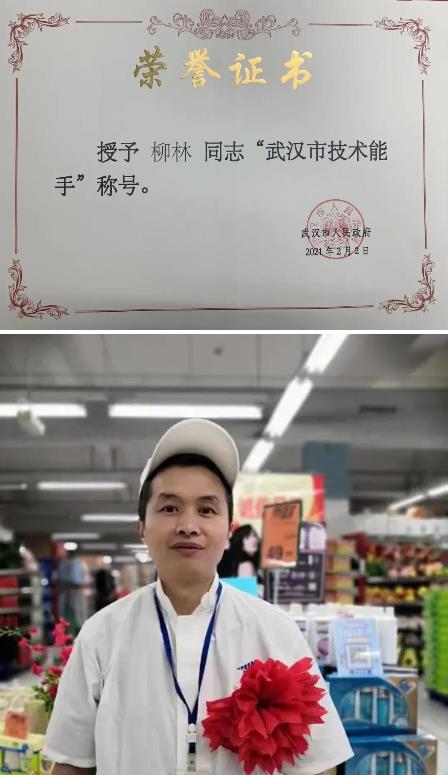 荣誉证书
授予 柳林 同志“武汉市技术能
手”称号。
武汉市人民政府
2021年2月2日